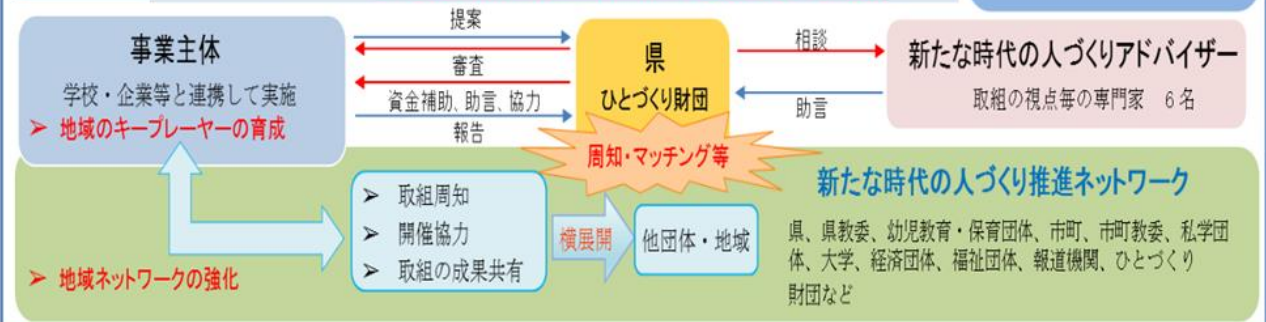 事業主体
学校・企業等と連携して実施
➢ 地域のキープレーヤーの育成
提案
審査
資金補助、助言、協力
報告
県
ひとづくり財団
周知・マッチング等
相談
助言
新たな時代の人づくりアドバイザー
取組の視点毎の専門家　6名
➢ 地域ネットワークの強化
➢ 取組周知
➢ 開催協力
➢ 取組の成果共有
横展開
他団体・地域
新たな時代の人づくり推進ネットワーク
県、県教委、幼児教育・保育団体、市町、市町教委、私学団
体、大学、経済団体、福祉団体、報道機関、ひとづくり
財団など